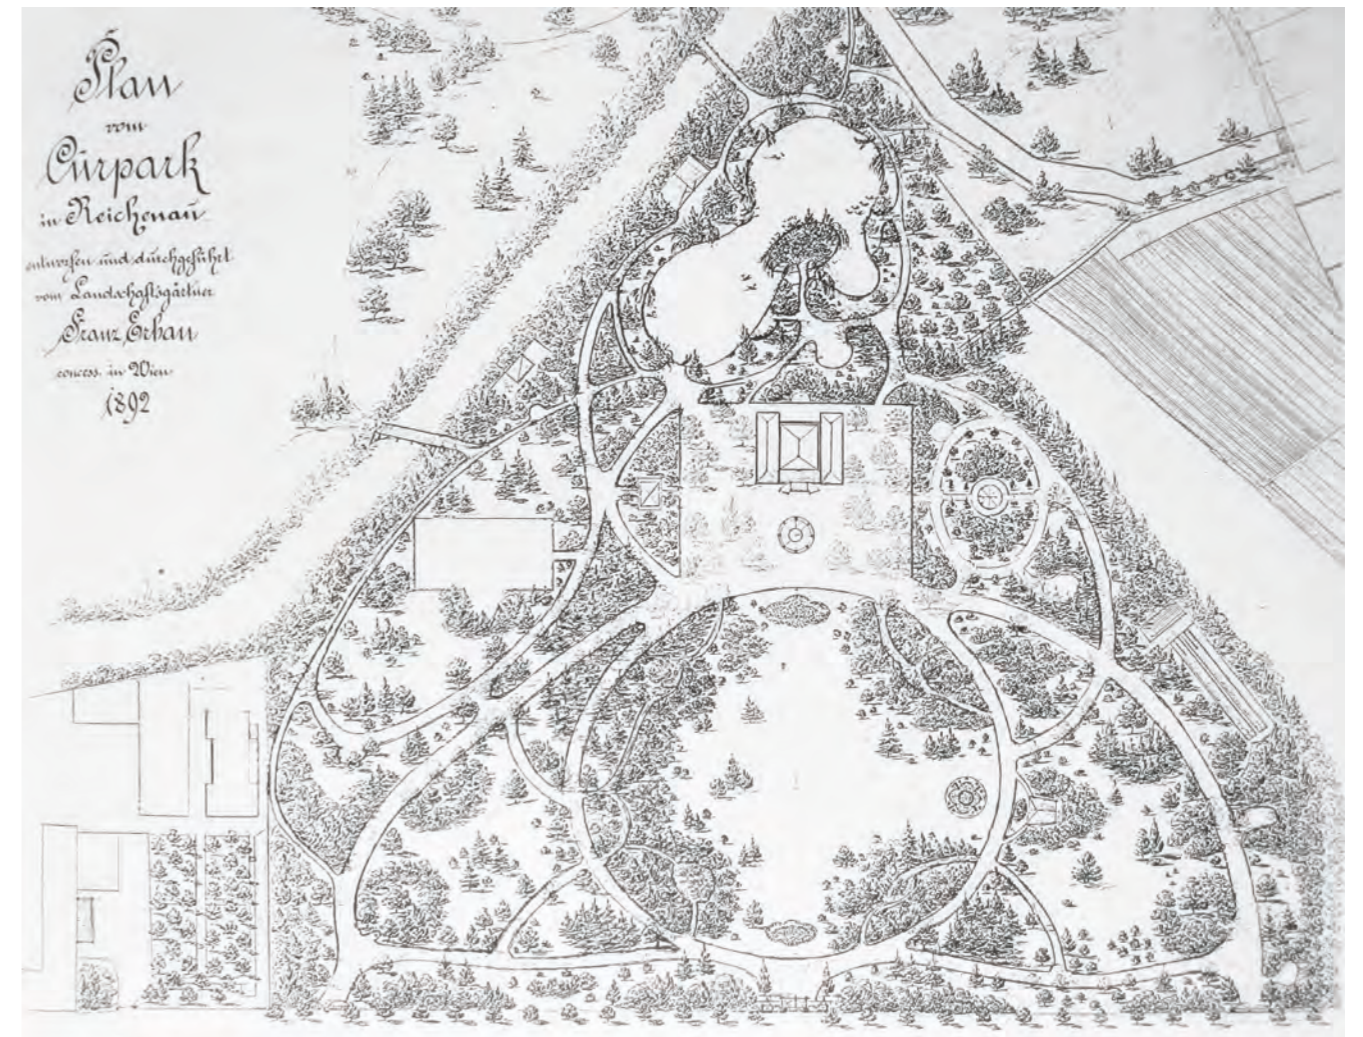 Plan
vom
Curpark
in Reichenau
entworfen und durchgeführt
vom Landschaftsgärtner
Franz Erban
concess. in Wien
1892